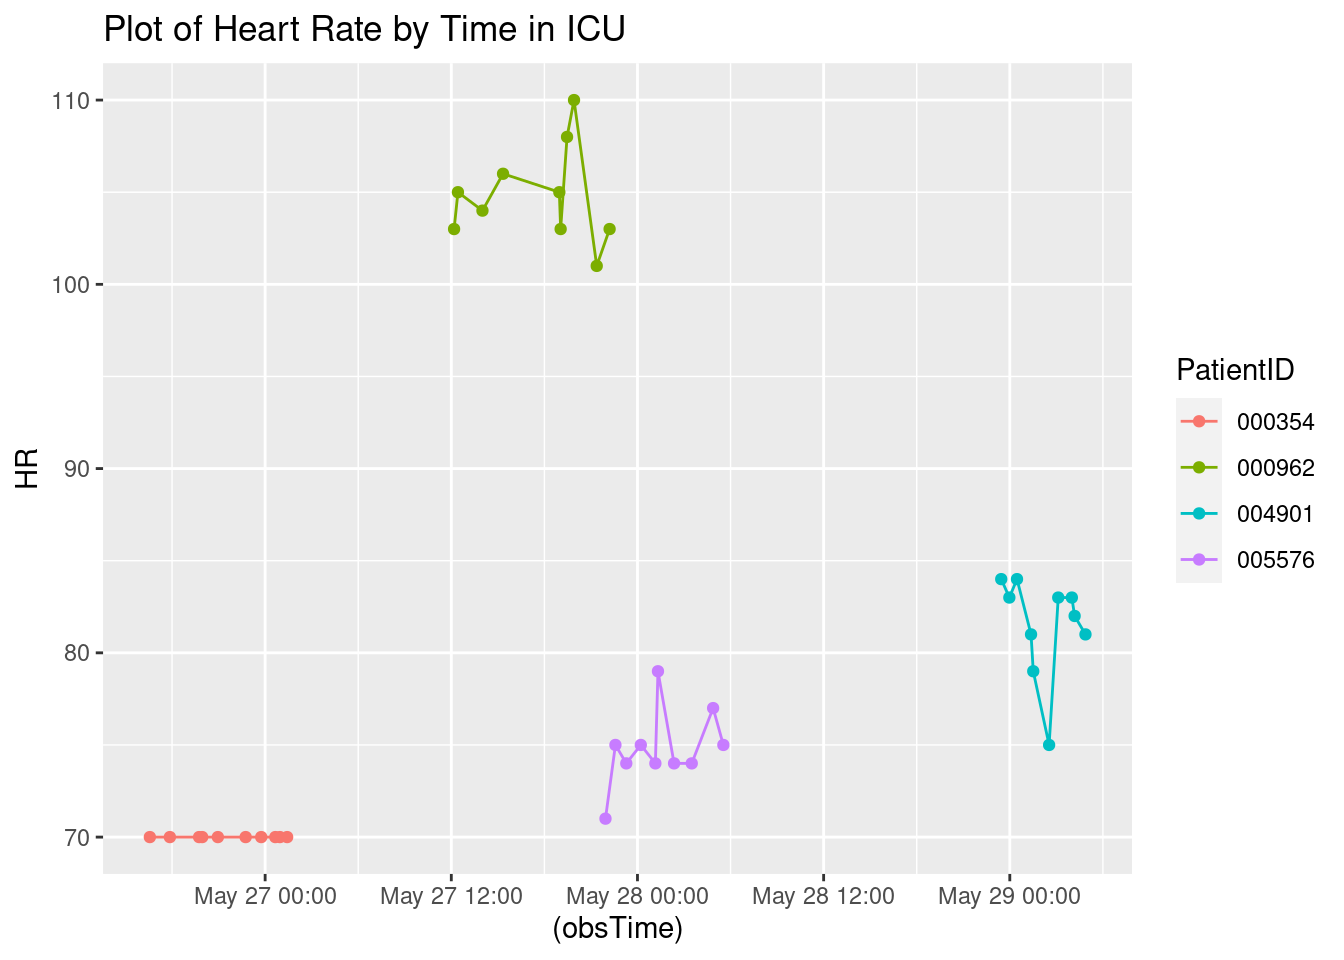 Plot of Heart Rate by Time in ICU
110
100
90
80
70
HR
May 27 00:00
May 27 12:00
May 28 00:00
May 28 12:00
May 29 00:00
(obsTime)
PatientID
000354
000962
004901
005576